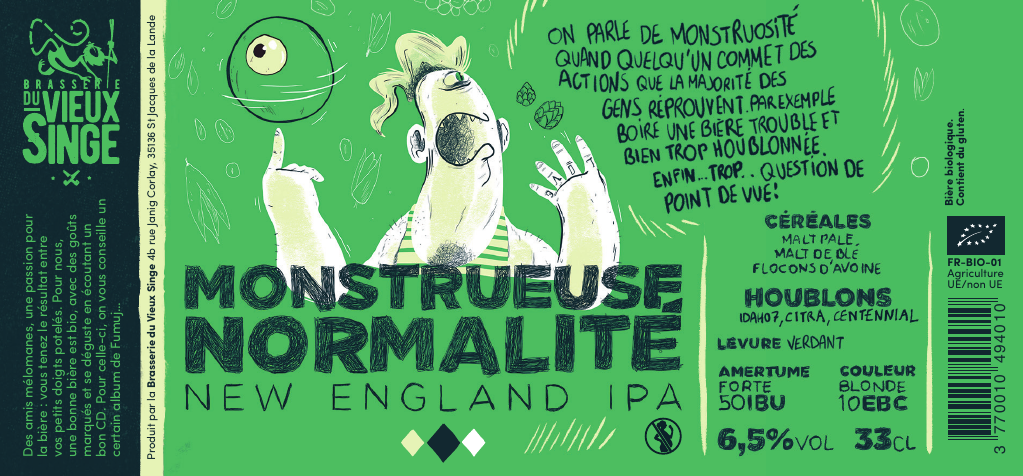 BRASSERIE
DU VIEUX
SINGE
Des amis mélomanes, une passion pour
la bière : vous tenez le résultat entre
vos petits doigts potelés. Pour nous,
une bonne bière est bio, avec des goûts
marqués et se déguste en écoutant un
bon CD. Pour celle-ci, on vous conseille un
certain album de Fumuj...
Produit par la Brasserie du Vieux Singe 4b rue Janig Corlay, 35136 St Jacques de la Lande
ON PARLE DE MONSTRUOSITÉ
QUAND QUELQU'UN COMMET DES
ACTIONS QUE LA MAJORITÉ DES
GENS RÉPROUVENT. PAR EXEMPLE
BOIRE UNE BIÈRE TROUBLE ET
BIEN TROP HOUBLONNÉE.
ENFIN...TROP.. QUESTION DE
POINT DE VUE!
MONSTRUEUSE
NORMALITÉ
NEW ENGLAND IPA
CÉRÉALES
MALT PALE,
MALT DE BLÉ
FLOCONS D'AVOINE
HOUBLONS
IDAHO7, CITRA, CENTENNIAL
LEVURE VERDANT
AMERTUME
FORTE
50IBU
COULEUR
BLONDE
10EBC
6,5%VOL
33CL
Bière biologique.
Contient du gluten.
FR-BIO-01
Agriculture
UE/non UE
3 770010 494010